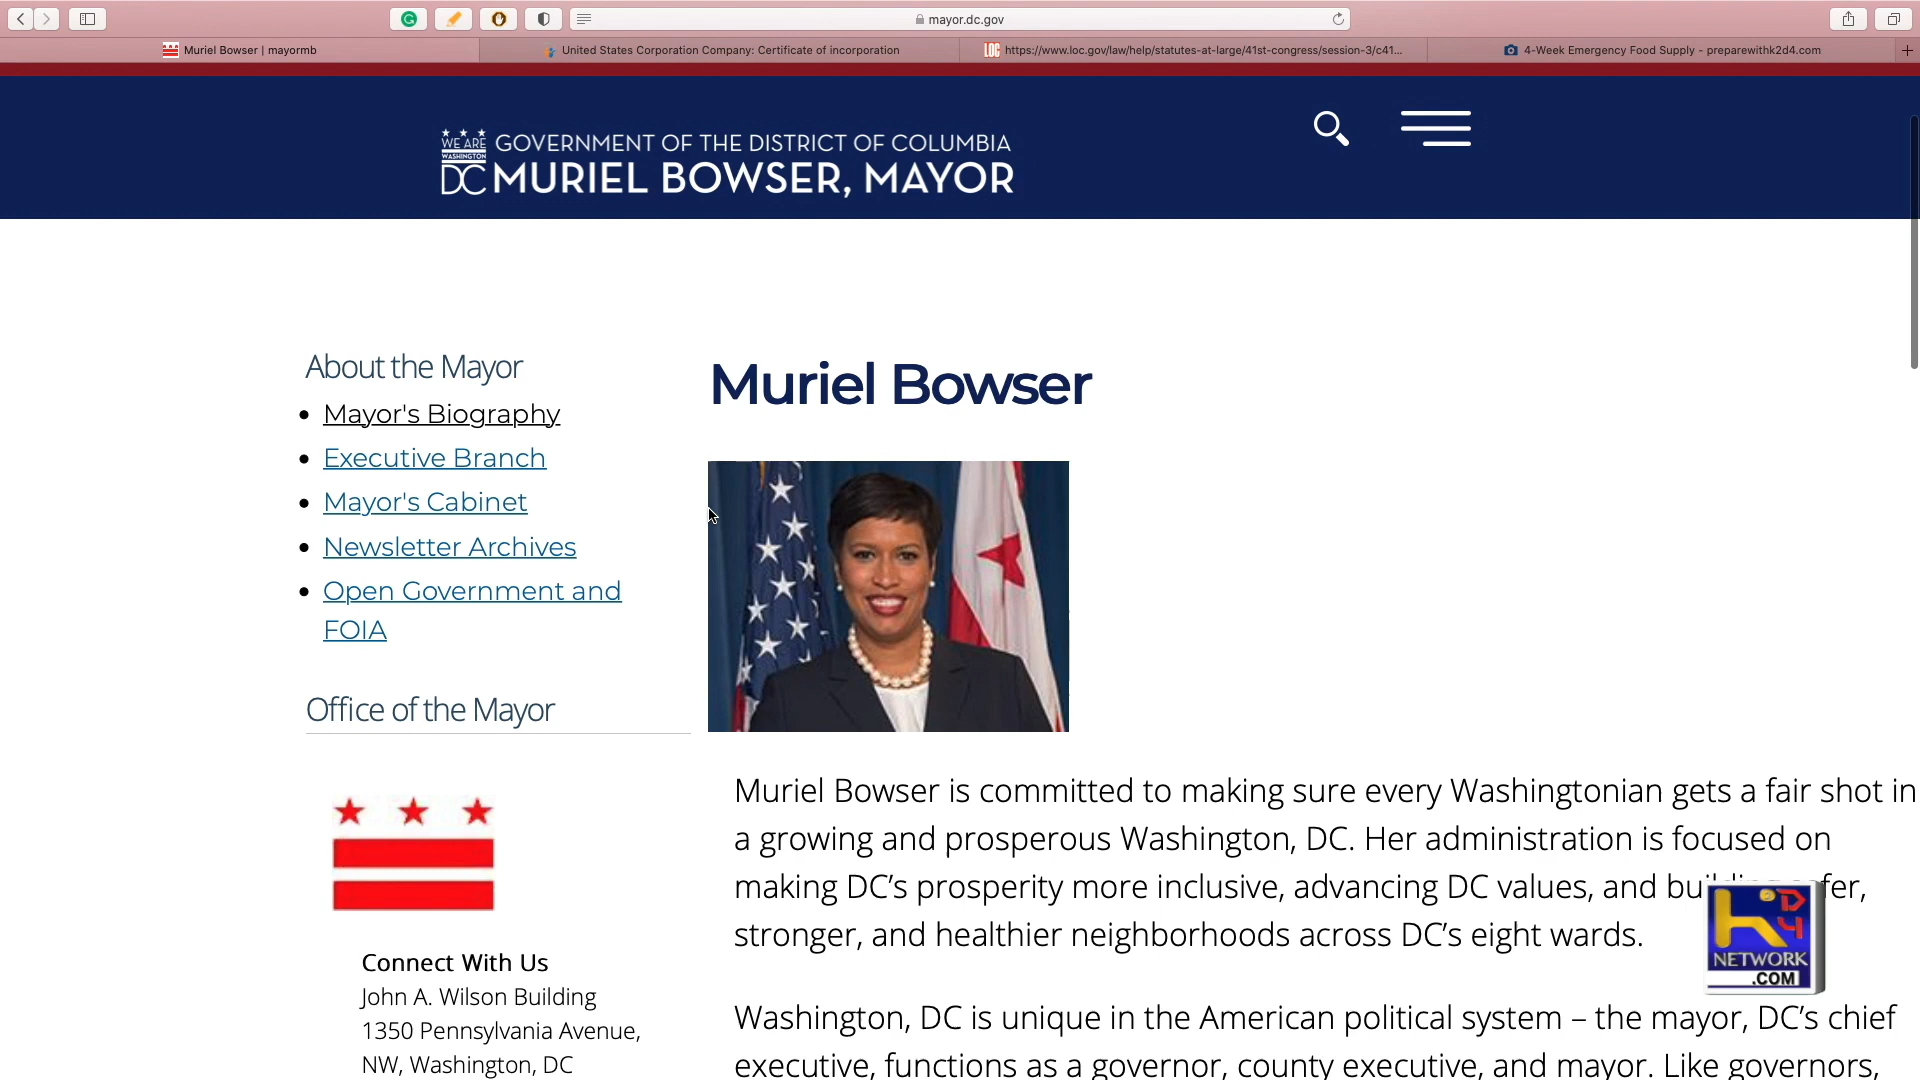 mayor.dc.gov
Muriel Bowser | mayormb
United States Corporation Company: Certificate of incorporation
LOC
https://www.loc.gov/law/help/statutes-at-large/41st-congress/session-3/c41...
4-Week Emergency Food Supply - preparewithk2d4.com
WE ARE
WASHINGTON
DC
GOVERNMENT OF THE DISTRICT OF COLUMBIA
MURIEL BOWSER, MAYOR
About the Mayor
Mayor's Biography
Executive Branch
Mayor's Cabinet
Newsletter Archives
Open Government and
FOIA
Office of the Mayor
Connect With Us
John A. Wilson Building
1350 Pennsylvania Avenue,
NW, Washington, DC
Muriel Bowser
Muriel Bowser is committed to making sure every Washingtonian gets a fair shot in
a growing and prosperous Washington, DC. Her administration is focused on
making DC’s prosperity more inclusive, advancing DC values, and
stronger, and healthier neighborhoods across DC’s eight wards.
Washington, DC is unique in the American political system – the mayor, DC’s chief
executive, functions as a governor, county executive, and mayor. Like governors,
K2D4
NETWORK
.COM